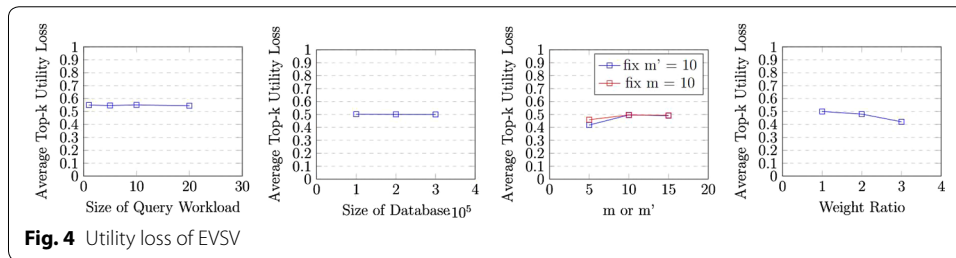 Average Top-k Utility Loss
1
0.9
0.8
0.7
0.6
0.5
0.4
0.3
0.2
0.1
0
0 10 20 30
Size of Query Workload
Average Top-k Utility Loss
1
0.9
0.8
0.7
0.6
0.5
0.4
0.3
0.2
0.1
0
0 1 2 3 4
Size of Database10^5
Average Top-k Utility Loss
1
0.9
0.8
0.7
0.6
0.5
0.4
0.3
0.2
0.1
0
0 5 10 15 20
m or m'
fix m' = 10
fix m = 10
Average Top-k Utility Loss
1
0.9
0.8
0.7
0.6
0.5
0.4
0.3
0.2
0.1
0
0 1 2 3 4
Weight Ratio
Fig. 4 Utility loss of EVSV